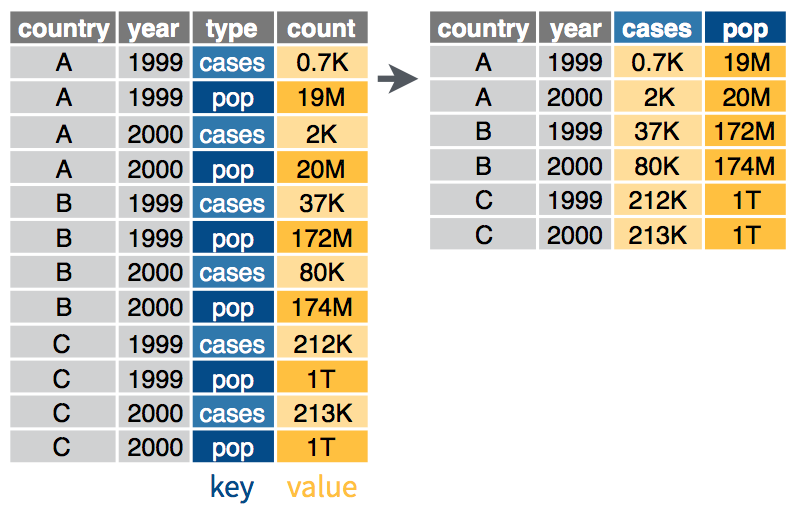 country year type count
A 1999 cases 0.7K
A 1999 pop 19M
A 2000 cases 2K
A 2000 pop 20M
B 1999 cases 37K
B 1999 pop 172M
B 2000 cases 80K
B 2000 pop 174M
C 1999 cases 212K
C 1999 pop 1T
C 2000 cases 213K
C 2000 pop 1T
key value
country year cases pop
A 1999 0.7K 19M
A 2000 2K 20M
B 1999 37K 172M
B 2000 80K 174M
C 1999 212K 1T
C 2000 213K 1T